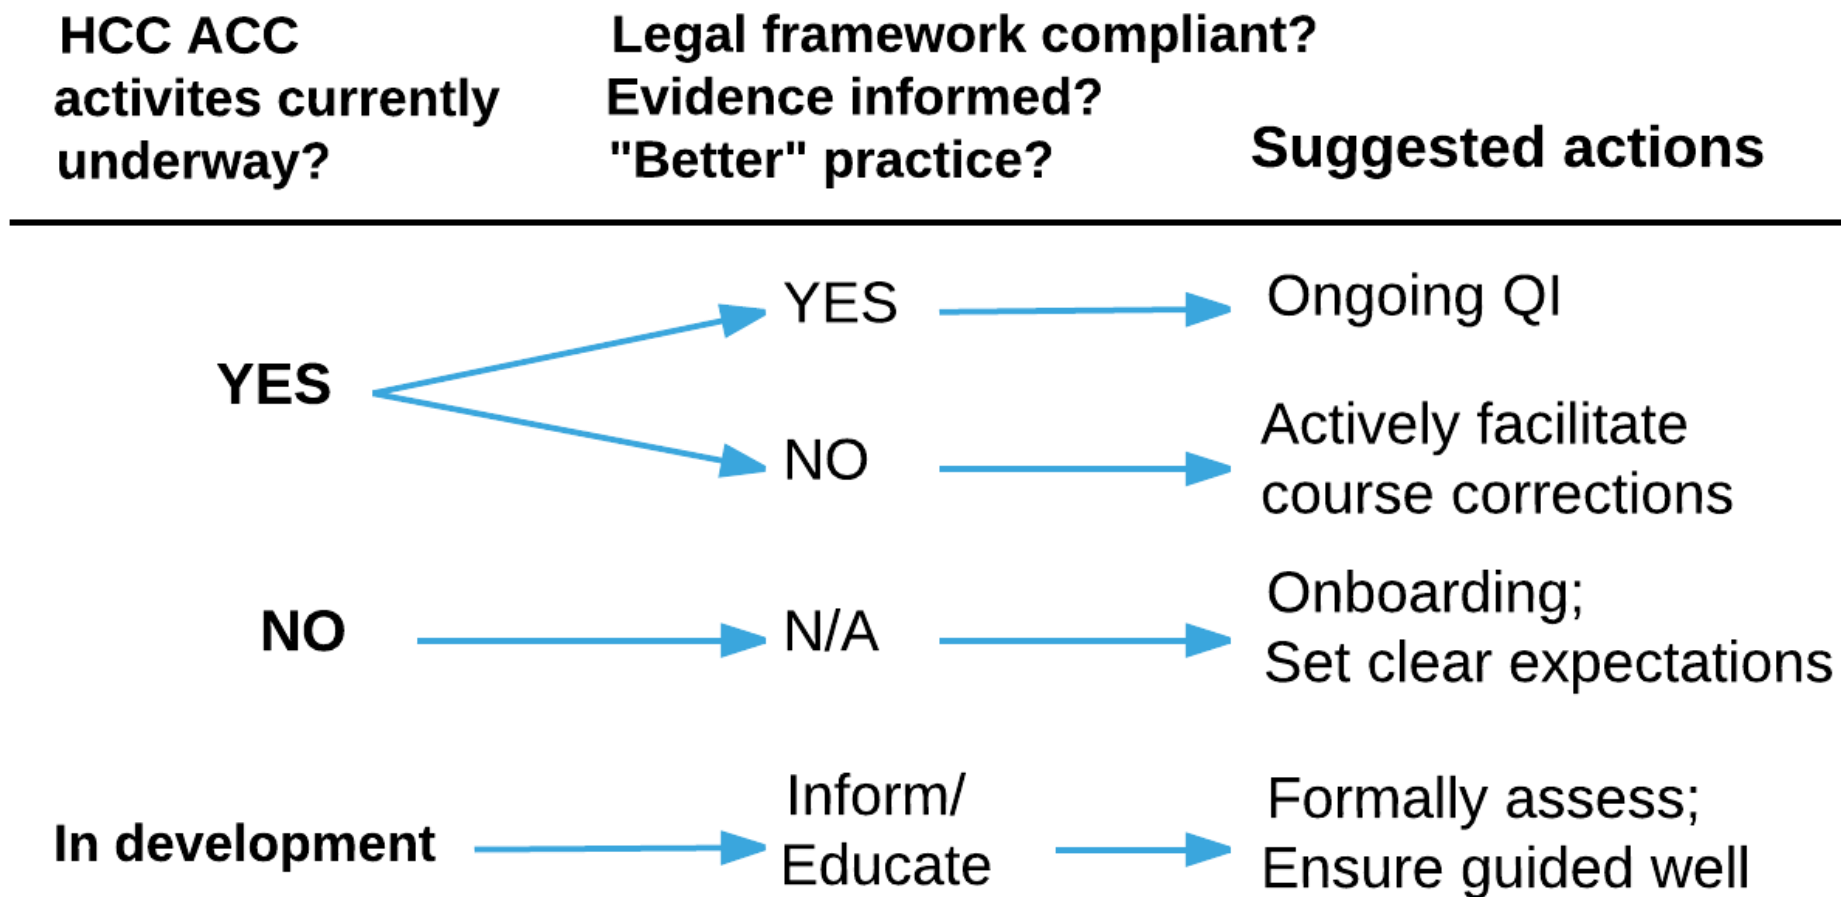 HCC ACC
activites currently
underway?
Legal framework compliant?
Evidence informed?
"Better" practice?
Suggested actions
YES
YES
Ongoing QI
NO
Actively facilitate
course corrections
NO
N/A
Onboarding;
Set clear expectations
In development
Inform/
Educate
Formally assess;
Ensure guided well